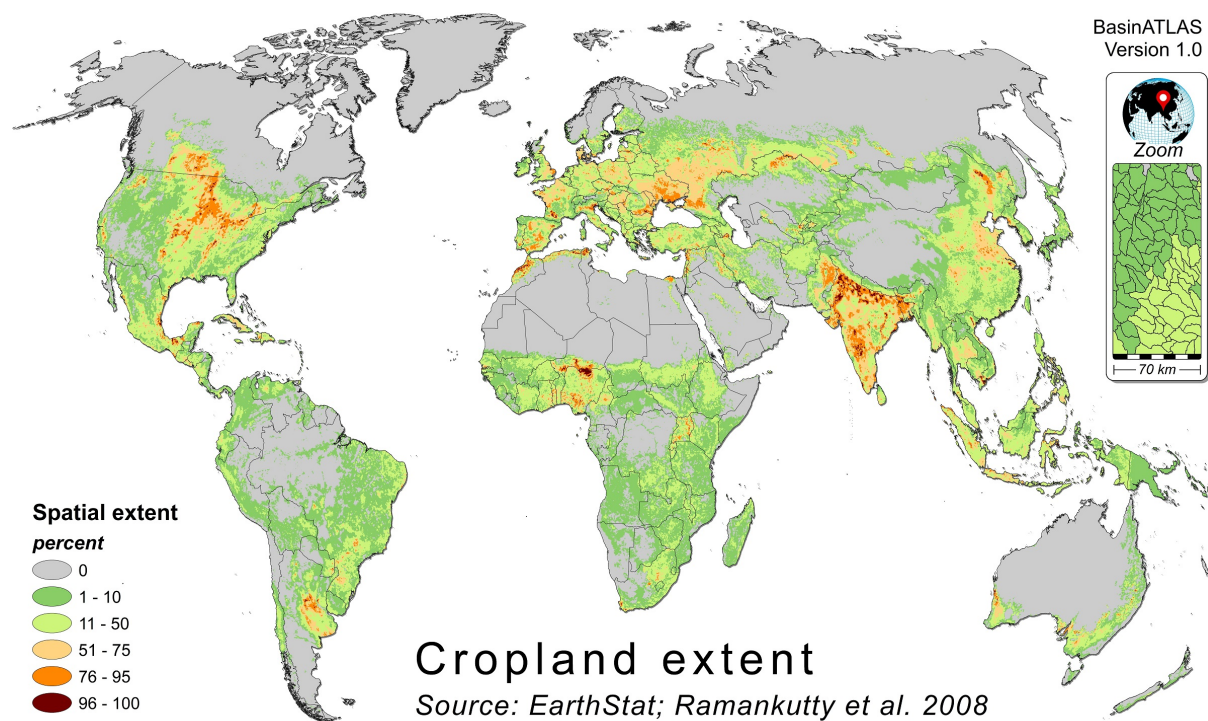 BasinATLAS
Version 1.0
Zoom
70 km
Spatial extent
percent
0
1 - 10
11 - 50
51 - 75
76 - 95
96 - 100
Cropland extent
Source: EarthStat; Ramankutty et al. 2008